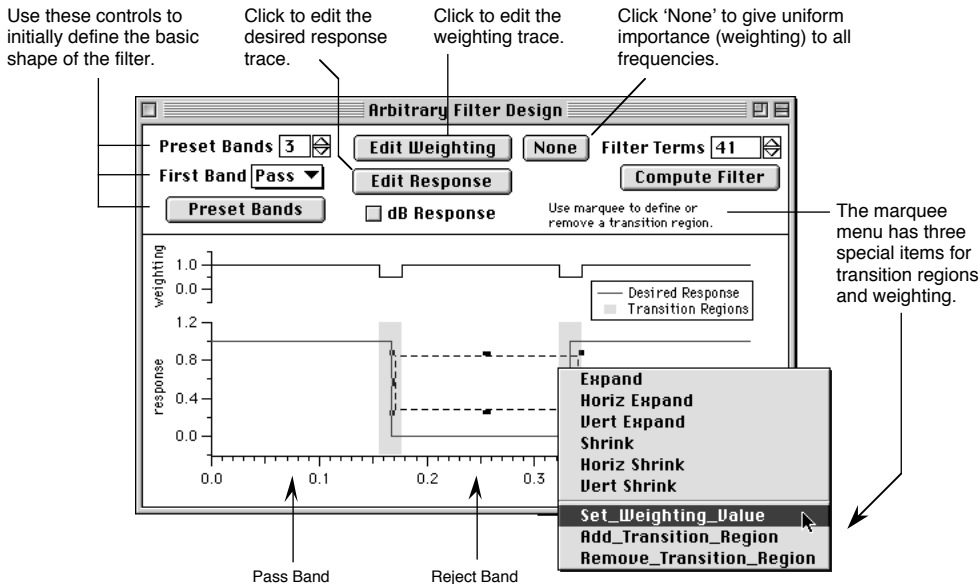 Use these controls to
initially define the basic
shape of the filter.
Click to edit the
desired response
trace.
Click to edit the
weighting trace.
Click ‘None’ to give uniform
importance (weighting) to all
frequencies.
Arbitrary Filter Design
Preset Bands 3
Edit Weighting
None
Filter Terms 41
First Band Pass
Edit Response
Compute Filter
Preset Bands
dB Response
Use marquee to define or
remove a transition region.
The marquee
menu has three
special items for
transition regions
and weighting.
weighting
1.0
0.0
Desired Response
Transition Regions
response
1.2
0.8
0.4
0.0
0.0 0.1 0.2 0.3
Expand
Horiz Expand
Vert Expand
Shrink
Horiz Shrink
Vert Shrink
Set_Weighting_Value
Add_Transition_Region
Remove_Transition_Region
Pass Band
Reject Band